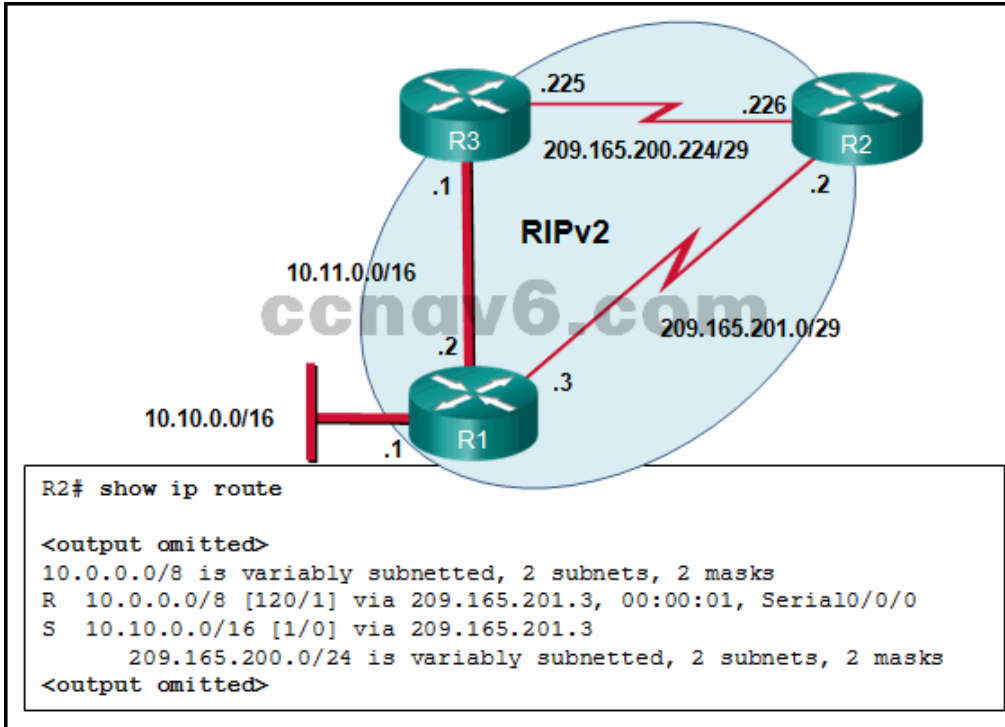 .225
.226
R3
R2
209.165.200.224/29
.1
.2
RIPv2
10.11.0.0/16
ccnav6.com
209.165.201.0/29
.2
.3
10.10.0.0/16
R1
.1
R2# show ip route
<output omitted>
10.0.0.0/8 is variably subnetted, 2 subnets, 2 masks
R 10.0.0.0/8 [120/1] via 209.165.201.3, 00:00:01, Serial0/0/0
S 10.10.0.0/16 [1/0] via 209.165.201.3
209.165.200.0/24 is variably subnetted, 2 subnets, 2 masks
<output omitted>